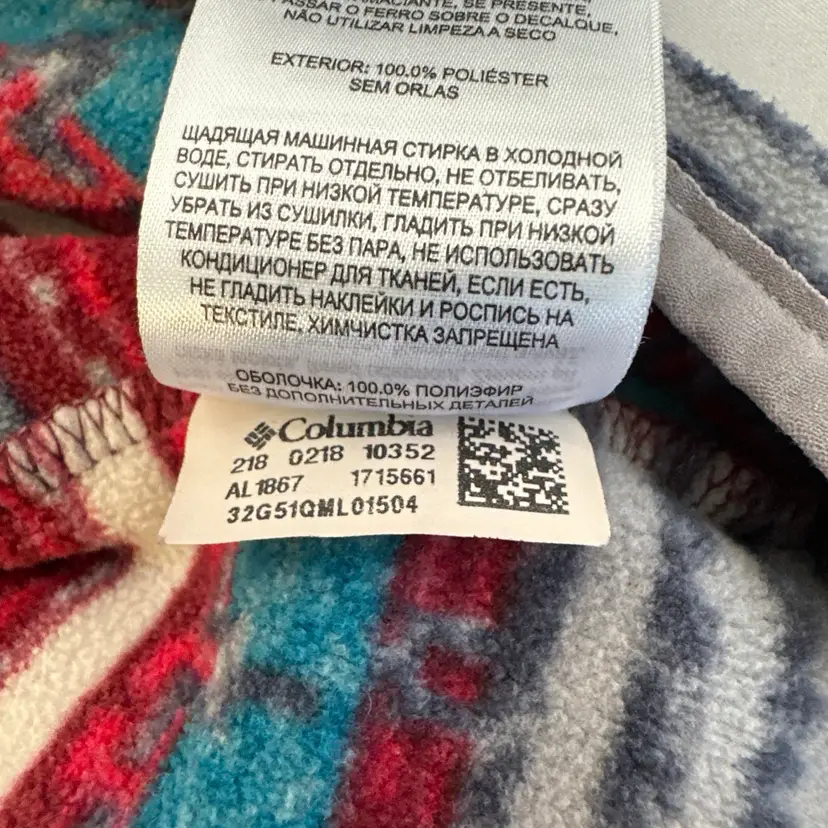 AMACIANTE, SE PRESENTE,
PASSAR O FERRO SOBRE O DECALQUE,
NÃO UTILIZAR LIMPEZA A SECO
EXTERIOR: 100.0% POLIÉSTER
SEM ORLAS
ЩАДЯЩАЯ МАШИННАЯ СТИРКА В ХОЛОДНОЙ
ВОДЕ, СТИРАТЬ ОТДЕЛЬНО, НЕ ОТБЕЛИВАТЬ,
СУШИТЬ ПРИ НИЗКОЙ ТЕМПЕРАТУРЕ, СРАЗУ
УБРАТЬ ИЗ СУШИЛКИ, ГЛАДИТЬ ПРИ НИЗКОЙ
ТЕМПЕРАТУРЕ БЕЗ ПАРА, НЕ ИСПОЛЬЗОВАТЬ
КОНДИЦИОНЕР ДЛЯ ТКАНЕЙ, ЕСЛИ ЕСТЬ,
НЕ ГЛАДИТЬ НАКЛЕЙКИ И РОСПИСЬ НА
ТЕКСТИЛЕ. ХИМЧИСТКА ЗАПРЕЩЕНА
ОБОЛОЧКА: 100.0% ПОЛИЭФИР
БЕЗ ДОПОЛНИТЕЛЬНЫХ ДЕТАЛЕЙ
Columbia
218 0218 10352
AL1867 1715661
32G51QML01504